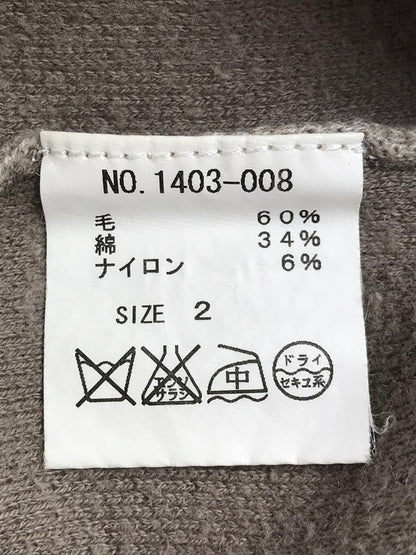 NO. 1403-008
毛 60%
綿 34%
ナイロン 6%
SIZE 2
エンソ
サラシ
中
ドライ
セキユ系